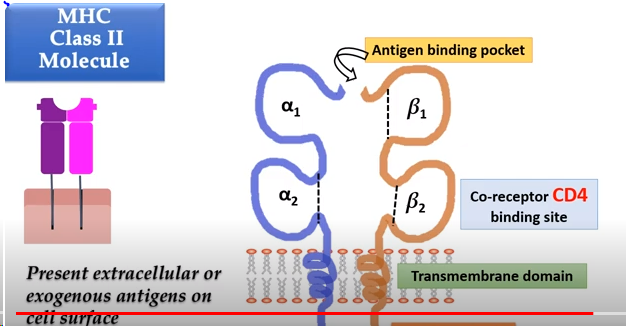 MHC
Class II
Molecule
Antigen binding pocket
α1
β1
α2
β2
Co-receptor CD4
binding site
Transmembrane domain
Present extracellular or
exogenous antigens on
cell surface